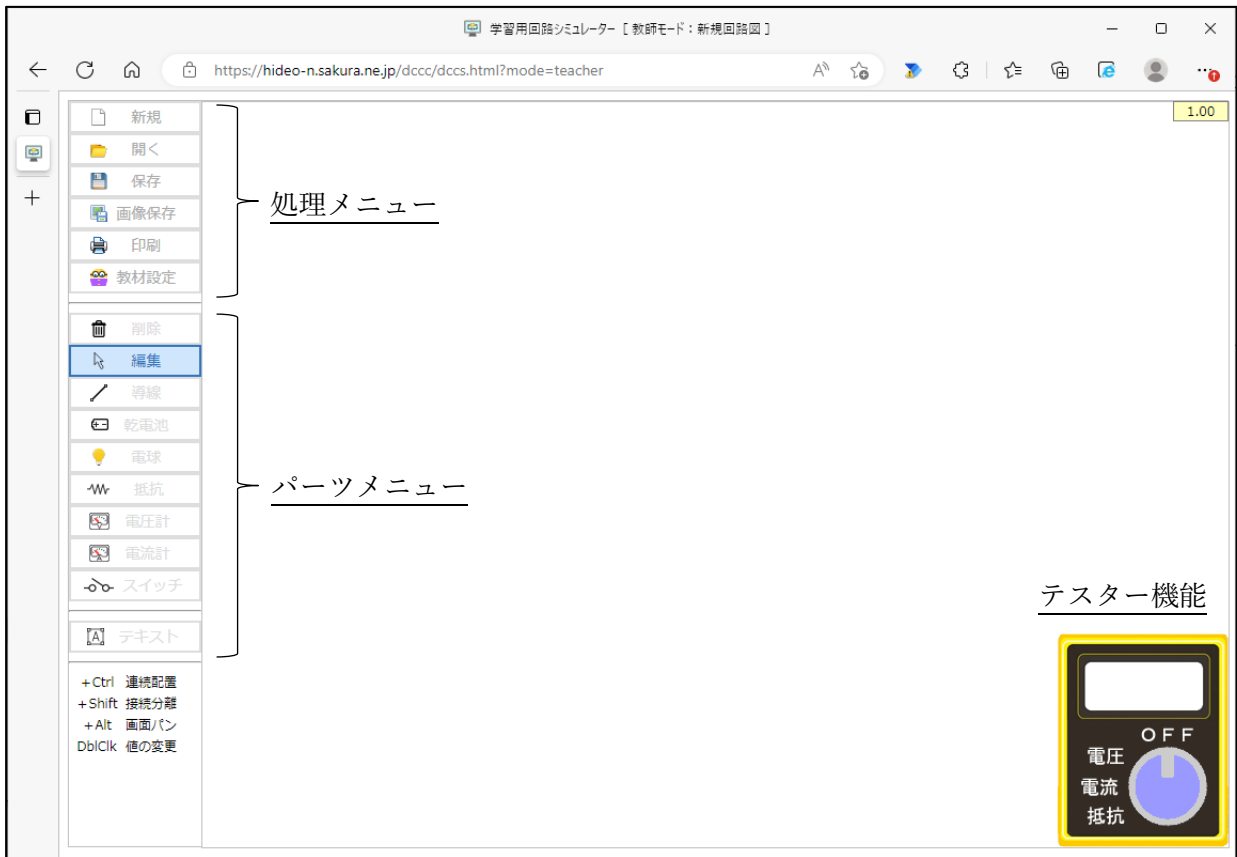 学習用回路シミュレーター [ 教師モード：新規回路図 ]
https://hideo-n.sakura.ne.jp/dccc/dccs.html?mode=teacher
新規
開く
保存
画像保存
印刷
教材設定
処理メニュー
削除
編集
導線
乾電池
電球
抵抗
電圧計
電流計
スイッチ
テキスト
パーツメニュー
+Ctrl 連続配置
+Shift 接続分離
+Alt 画面パン
DblClk 値の変更
1.00
テスター機能
OFF
電圧
電流
抵抗